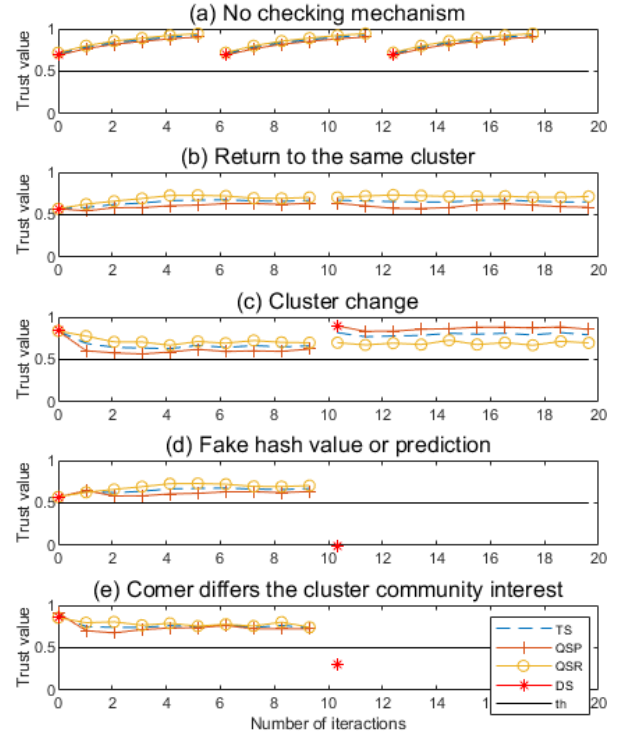 (a) No checking mechanism
Trust value
1
0.5
0
0 2 4 6 8 10 12 14 16 18 20
(b) Return to the same cluster
Trust value
1
0.5
0
0 2 4 6 8 10 12 14 16 18 20
(c) Cluster change
Trust value
1
0.5
0
0 2 4 6 8 10 12 14 16 18 20
(d) Fake hash value or prediction
Trust value
1
0.5
0
0 2 4 6 8 10 12 14 16 18 20
(e) Comer differs the cluster community interest
Trust value
1
0.5
0
0 2 4 6 8 10 12 14 16 18 20
Number of iteractions
TS
QSP
QSR
DS
th